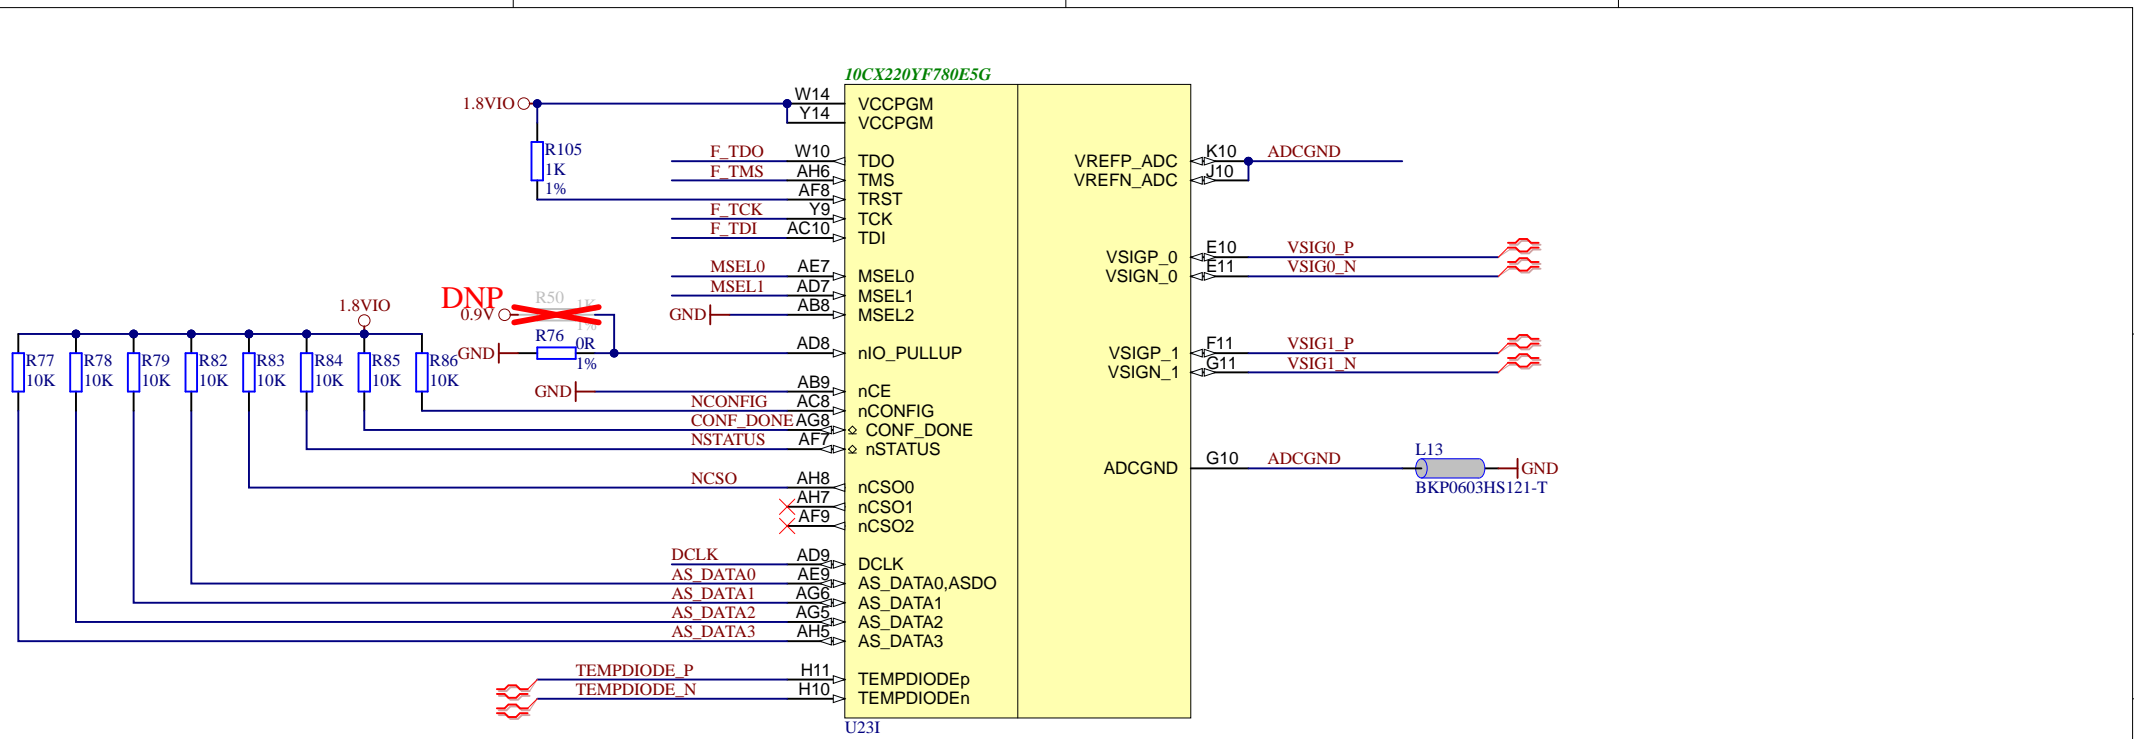 10CX220YF780E5G
1.8VIO
W14 VCCPGM
Y14 VCCPGM
R105
1K
1%
F_TDO W10 TDO
F_TMS AH6 TMS
AF8 TRST
F_TCK Y9 TCK
F_TDI AC10 TDI
MSEL0 AE7 MSEL0
MSEL1 AD7 MSEL1
GND AB8 MSEL2
DNP
R50 1K
0.9V
1%
R76
0R
GND
1%
AD8 nIO_PULLUP
1.8VIO
R77 R78 R79 R82 R83 R84 R85 R86
10K 10K 10K 10K 10K 10K 10K 10K
GND AB9 nCE
NCONFIG AC8 nCONFIG
CONF_DONE AG8 CONF_DONE
NSTATUS AF7 nSTATUS
NCSO AH8 nCSO0
AH7 nCSO1
AF9 nCSO2
DCLK AD9 DCLK
AS_DATA0 AE9 AS_DATA0,ASDO
AS_DATA1 AG6 AS_DATA1
AS_DATA2 AG5 AS_DATA2
AS_DATA3 AH5 AS_DATA3
TEMPDIODE_P H11 TEMPDIODEp
TEMPDIODE_N H10 TEMPDIODEn
U23I
VREFP_ADC K10 ADCGND
VREFN_ADC J10
VSIGP_0 E10 VSIG0_P
VSIGN_0 E11 VSIG0_N
VSIGP_1 F11 VSIG1_P
VSIGN_1 G11 VSIG1_N
ADCGND G10 ADCGND
L13
GND
BKP0603HS121-T